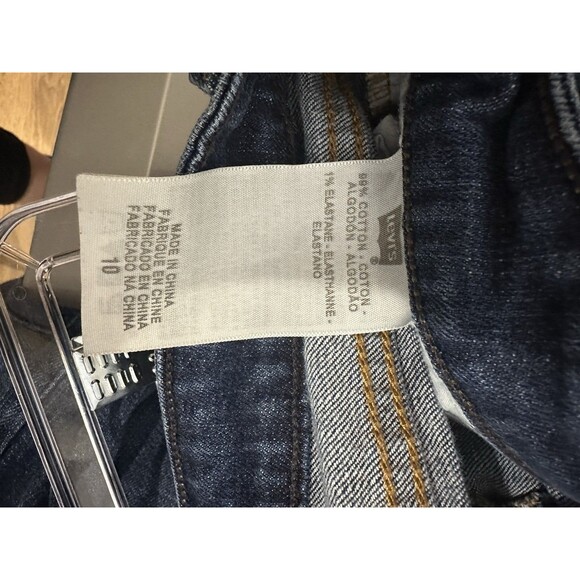 Levi's
®
99% COTTON - COTON -
ALGODÓN - ALGODÃO
1% ELASTANE - ELASTHANNE -
ELASTANO
MADE IN CHINA
FABRIQUE EN CHINE
FABRICADO EN CHINA
FABRICADO NA CHINA
10